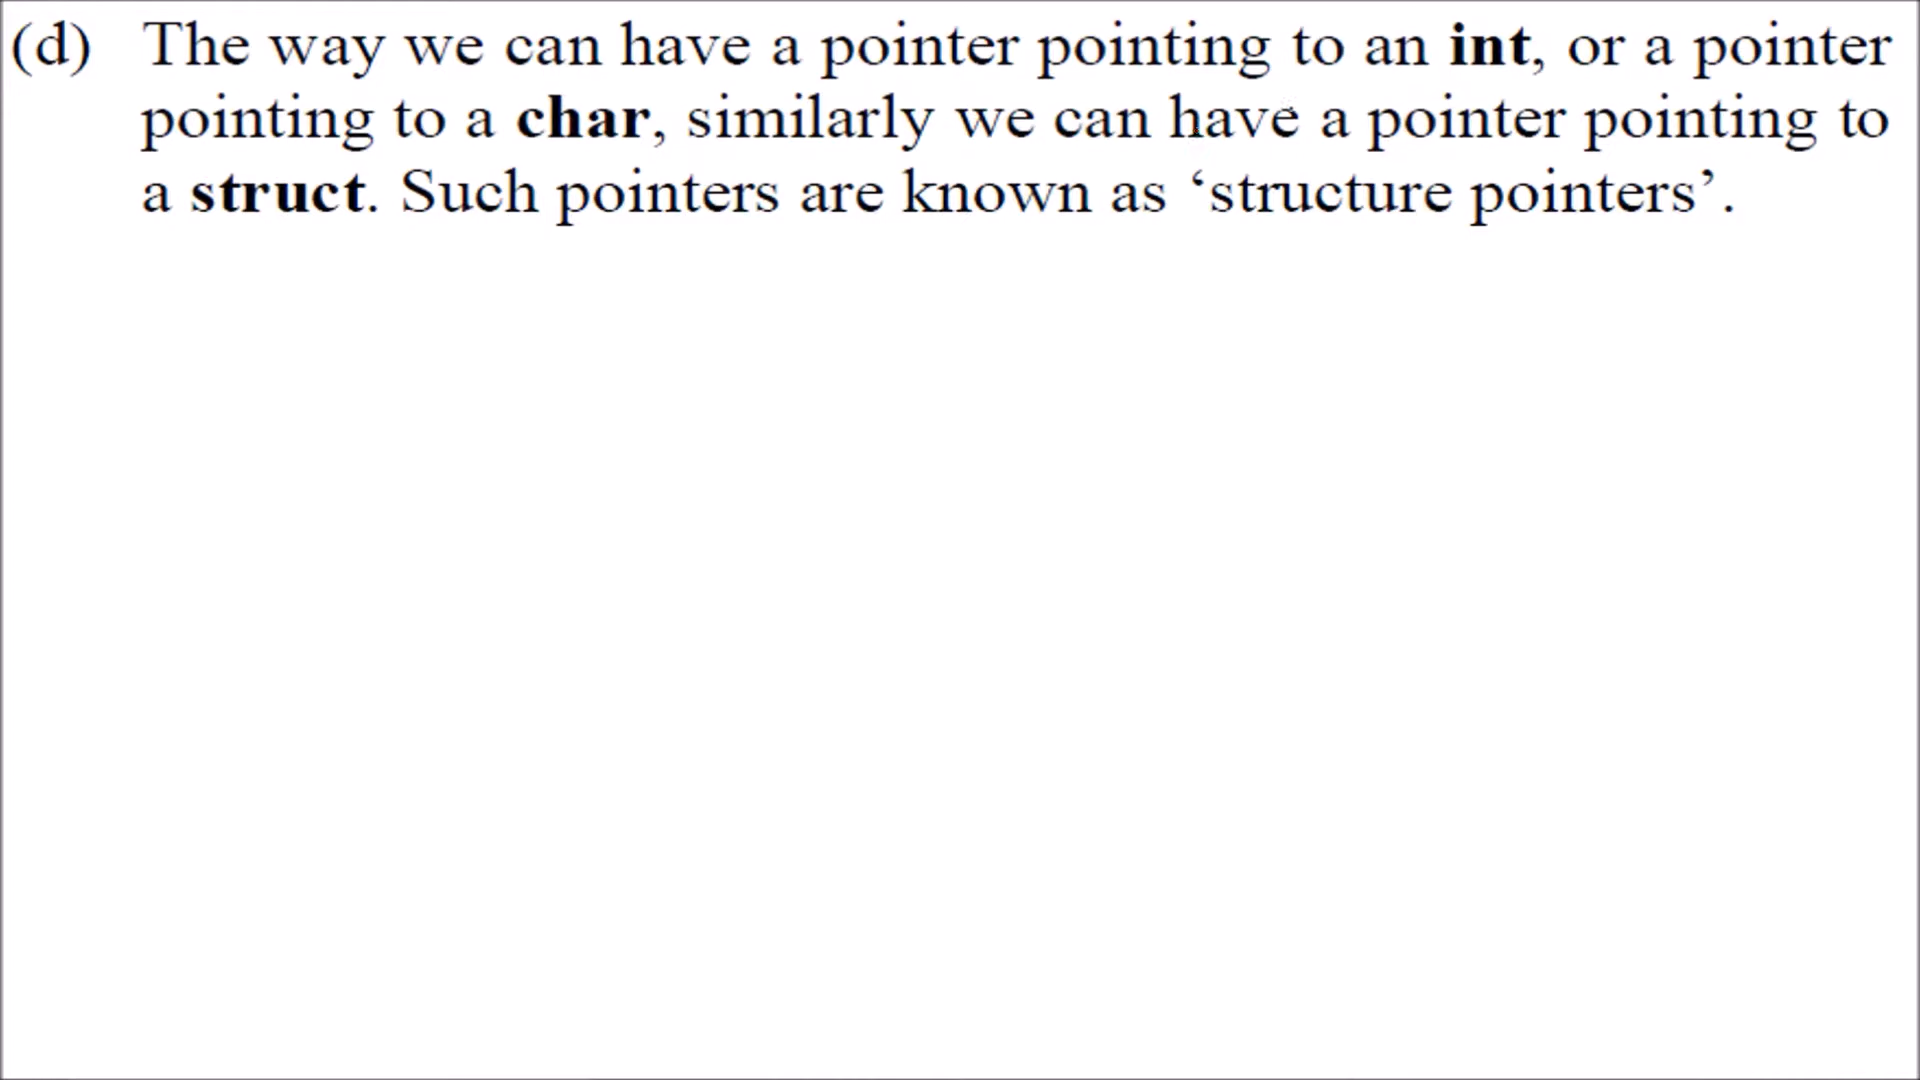 (d) The way we can have a pointer pointing to an int, or a pointer
pointing to a char, similarly we can have a pointer pointing to
a struct. Such pointers are known as ‘structure pointers’.